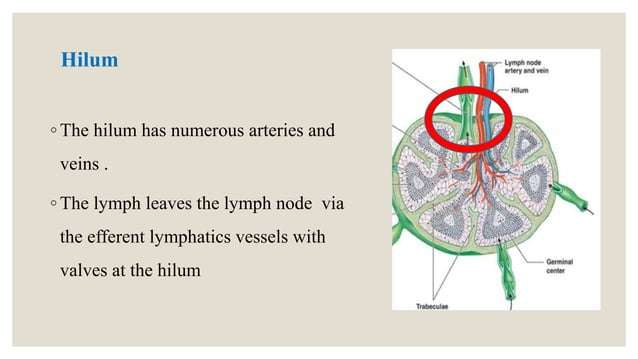 Hilum
◦ The hilum has numerous arteries and
veins .
◦ The lymph leaves the lymph node  via
the efferent lymphatics vessels with
valves at the hilum
Lymph node
artery and vein
Hilum
Germinal
center
Trabeculae